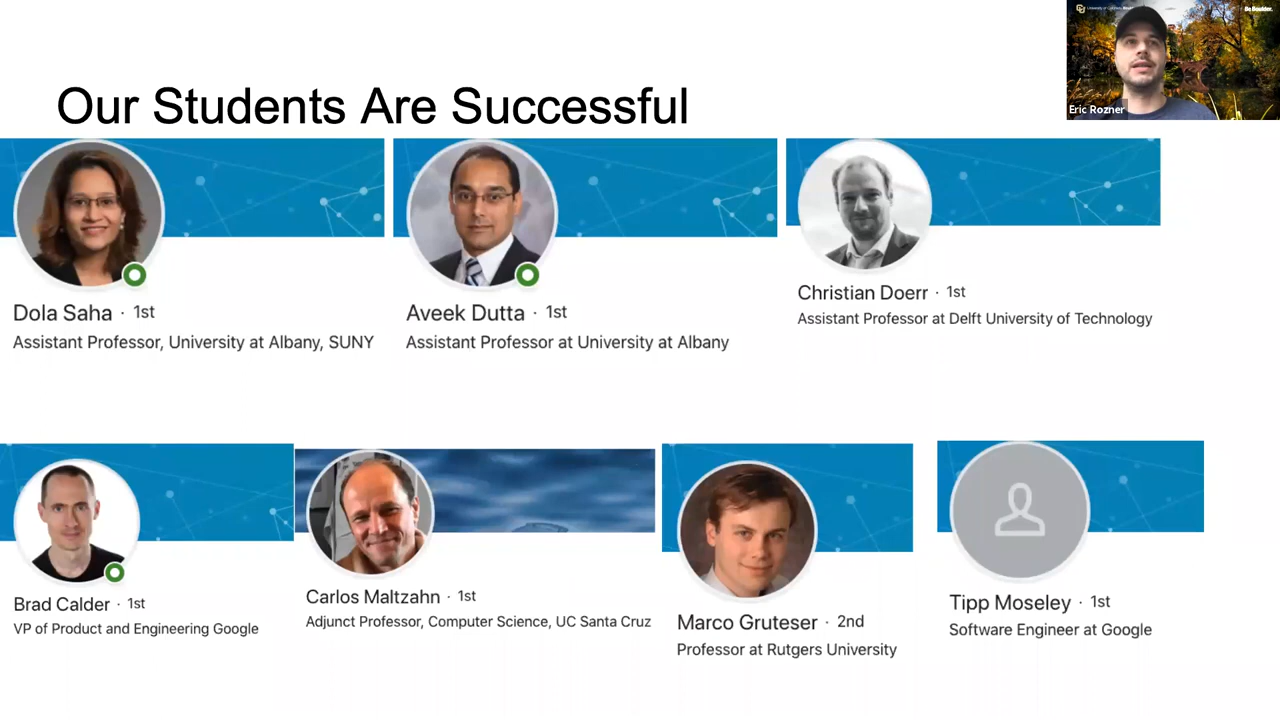 Be Boulder.
Eric Rozner
Our Students Are Successful
Dola Saha · 1st
Assistant Professor, University at Albany, SUNY
Aveek Dutta · 1st
Assistant Professor at University at Albany
Christian Doerr · 1st
Assistant Professor at Delft University of Technology
Brad Calder · 1st
VP of Product and Engineering Google
Carlos Maltzahn · 1st
Adjunct Professor, Computer Science, UC Santa Cruz
Marco Gruteser · 2nd
Professor at Rutgers University
Tipp Moseley · 1st
Software Engineer at Google